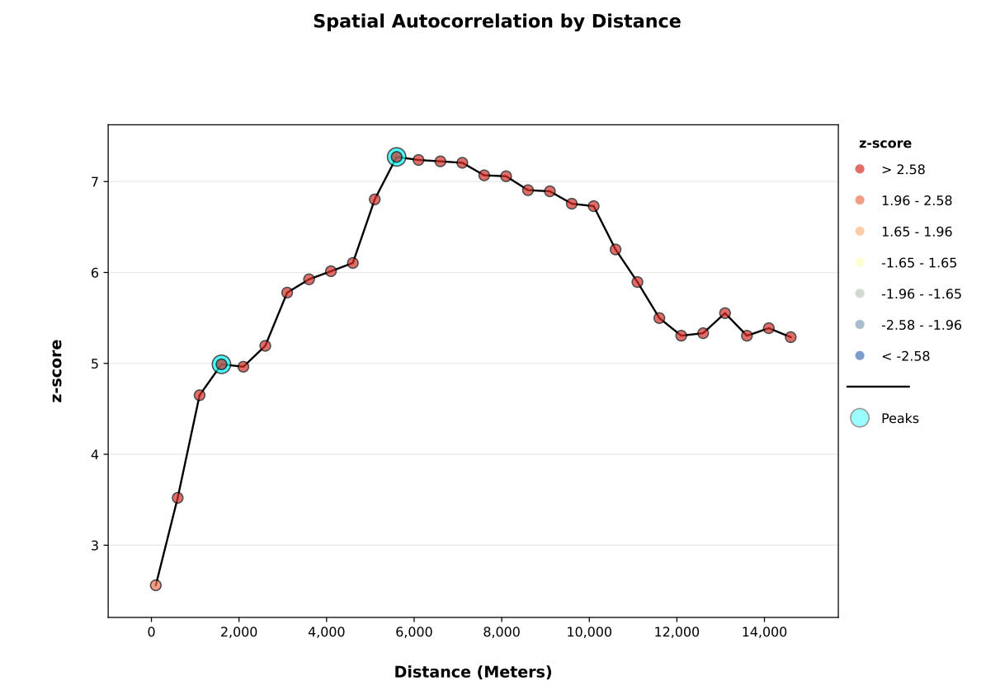 Spatial Autocorrelation by Distance
z-score
7
6
5
4
3
0
2,000
4,000
6,000
8,000
10,000
12,000
14,000
Distance (Meters)
z-score
> 2.58
1.96 - 2.58
1.65 - 1.96
-1.65 - 1.65
-1.96 - -1.65
-2.58 - -1.96
< -2.58
Peaks